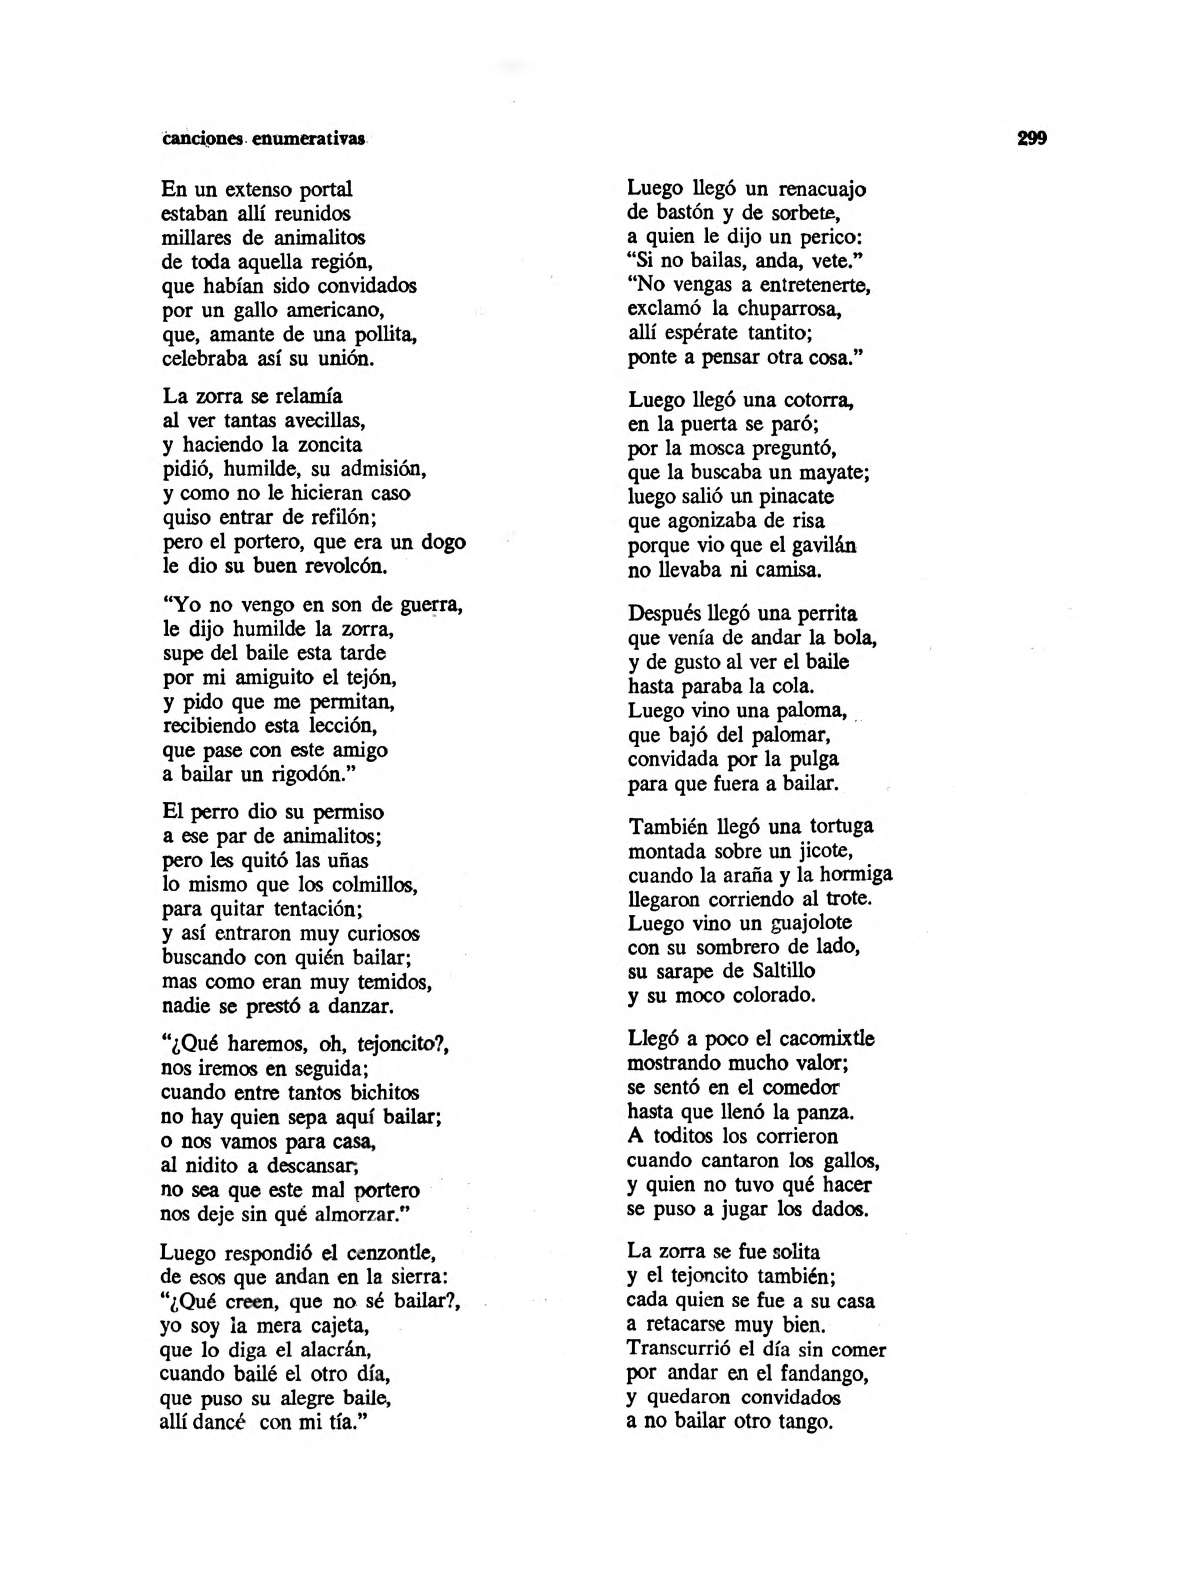 canciones enumerativas
299
En un extenso portal
estaban allí reunidos
millares de animalitos
de toda aquella región,
que habían sido convidados
por un gallo americano,
que, amante de una pollita,
celebraba así su unión.
La zorra se relamía
al ver tantas avecillas,
y haciendo la zoncita
pidió, humilde, su admisión,
y como no le hicieran caso
quiso entrar de refilón;
pero el portero, que era un dogo
le dio su buen revolcón.
“Yo no vengo en son de guerra,
le dijo humilde la zorra,
supe del baile esta tarde
por mi amiguito el tejón,
y pido que me permitan,
recibiendo esta lección,
que pase con este amigo
a bailar un rigodón.”
El perro dio su permiso
a ese par de animalitos;
pero les quitó las uñas
lo mismo que los colmillos,
para quitar tentación;
y así entraron muy curiosos
buscando con quién bailar;
mas como eran muy temidos,
nadie se prestó a danzar.
“¿Qué haremos, oh, tejoncito?,
nos iremos en seguida;
cuando entre tantos bichitos
no hay quien sepa aquí bailar;
o nos vamos para casa,
al nidito a descansar;
no sea que este mal portero
nos deje sin qué almorzar.”
Luego respondió el cenzontle,
de esos que andan en la sierra:
“¿Qué creen, que no sé bailar?,
yo soy la mera cajeta,
que lo diga el alacrán,
cuando bailé el otro día,
que puso su alegre baile,
allí dancé con mi tía.”
Luego llegó un renacuajo
de bastón y de sorbete,
a quien le dijo un perico:
“Si no bailas, anda, vete.”
“No vengas a entretenerte,
exclamó la chuparrosa,
allí espérate tantito;
ponte a pensar otra cosa.”
Luego llegó una cotorra,
en la puerta se paró;
por la mosca preguntó,
que la buscaba un mayate;
luego salió un pinacate
que agonizaba de risa
porque vio que el gavilán
no llevaba ni camisa.
Después llegó una perrita
que venía de andar la bola,
y de gusto al ver el baile
hasta paraba la cola.
Luego vino una paloma,
que bajó del palomar,
convidada por la pulga
para que fuera a bailar.
También llegó una tortuga
montada sobre un jicote,
cuando la araña y la hormiga
llegaron corriendo al trote.
Luego vino un guajolote
con su sombrero de lado,
su sarape de Saltillo
y su moco colorado.
Llegó a poco el cacomixtle
mostrando mucho valor;
se sentó en el comedor
hasta que llenó la panza.
A toditos los corrieron
cuando cantaron los gallos,
y quien no tuvo qué hacer
se puso a jugar los dados.
La zorra se fue solita
y el tejoncito también;
cada quien se fue a su casa
a retacarse muy bien.
Transcurrió el día sin comer
por andar en el fandango,
y quedaron convidados
a no bailar otro tango.